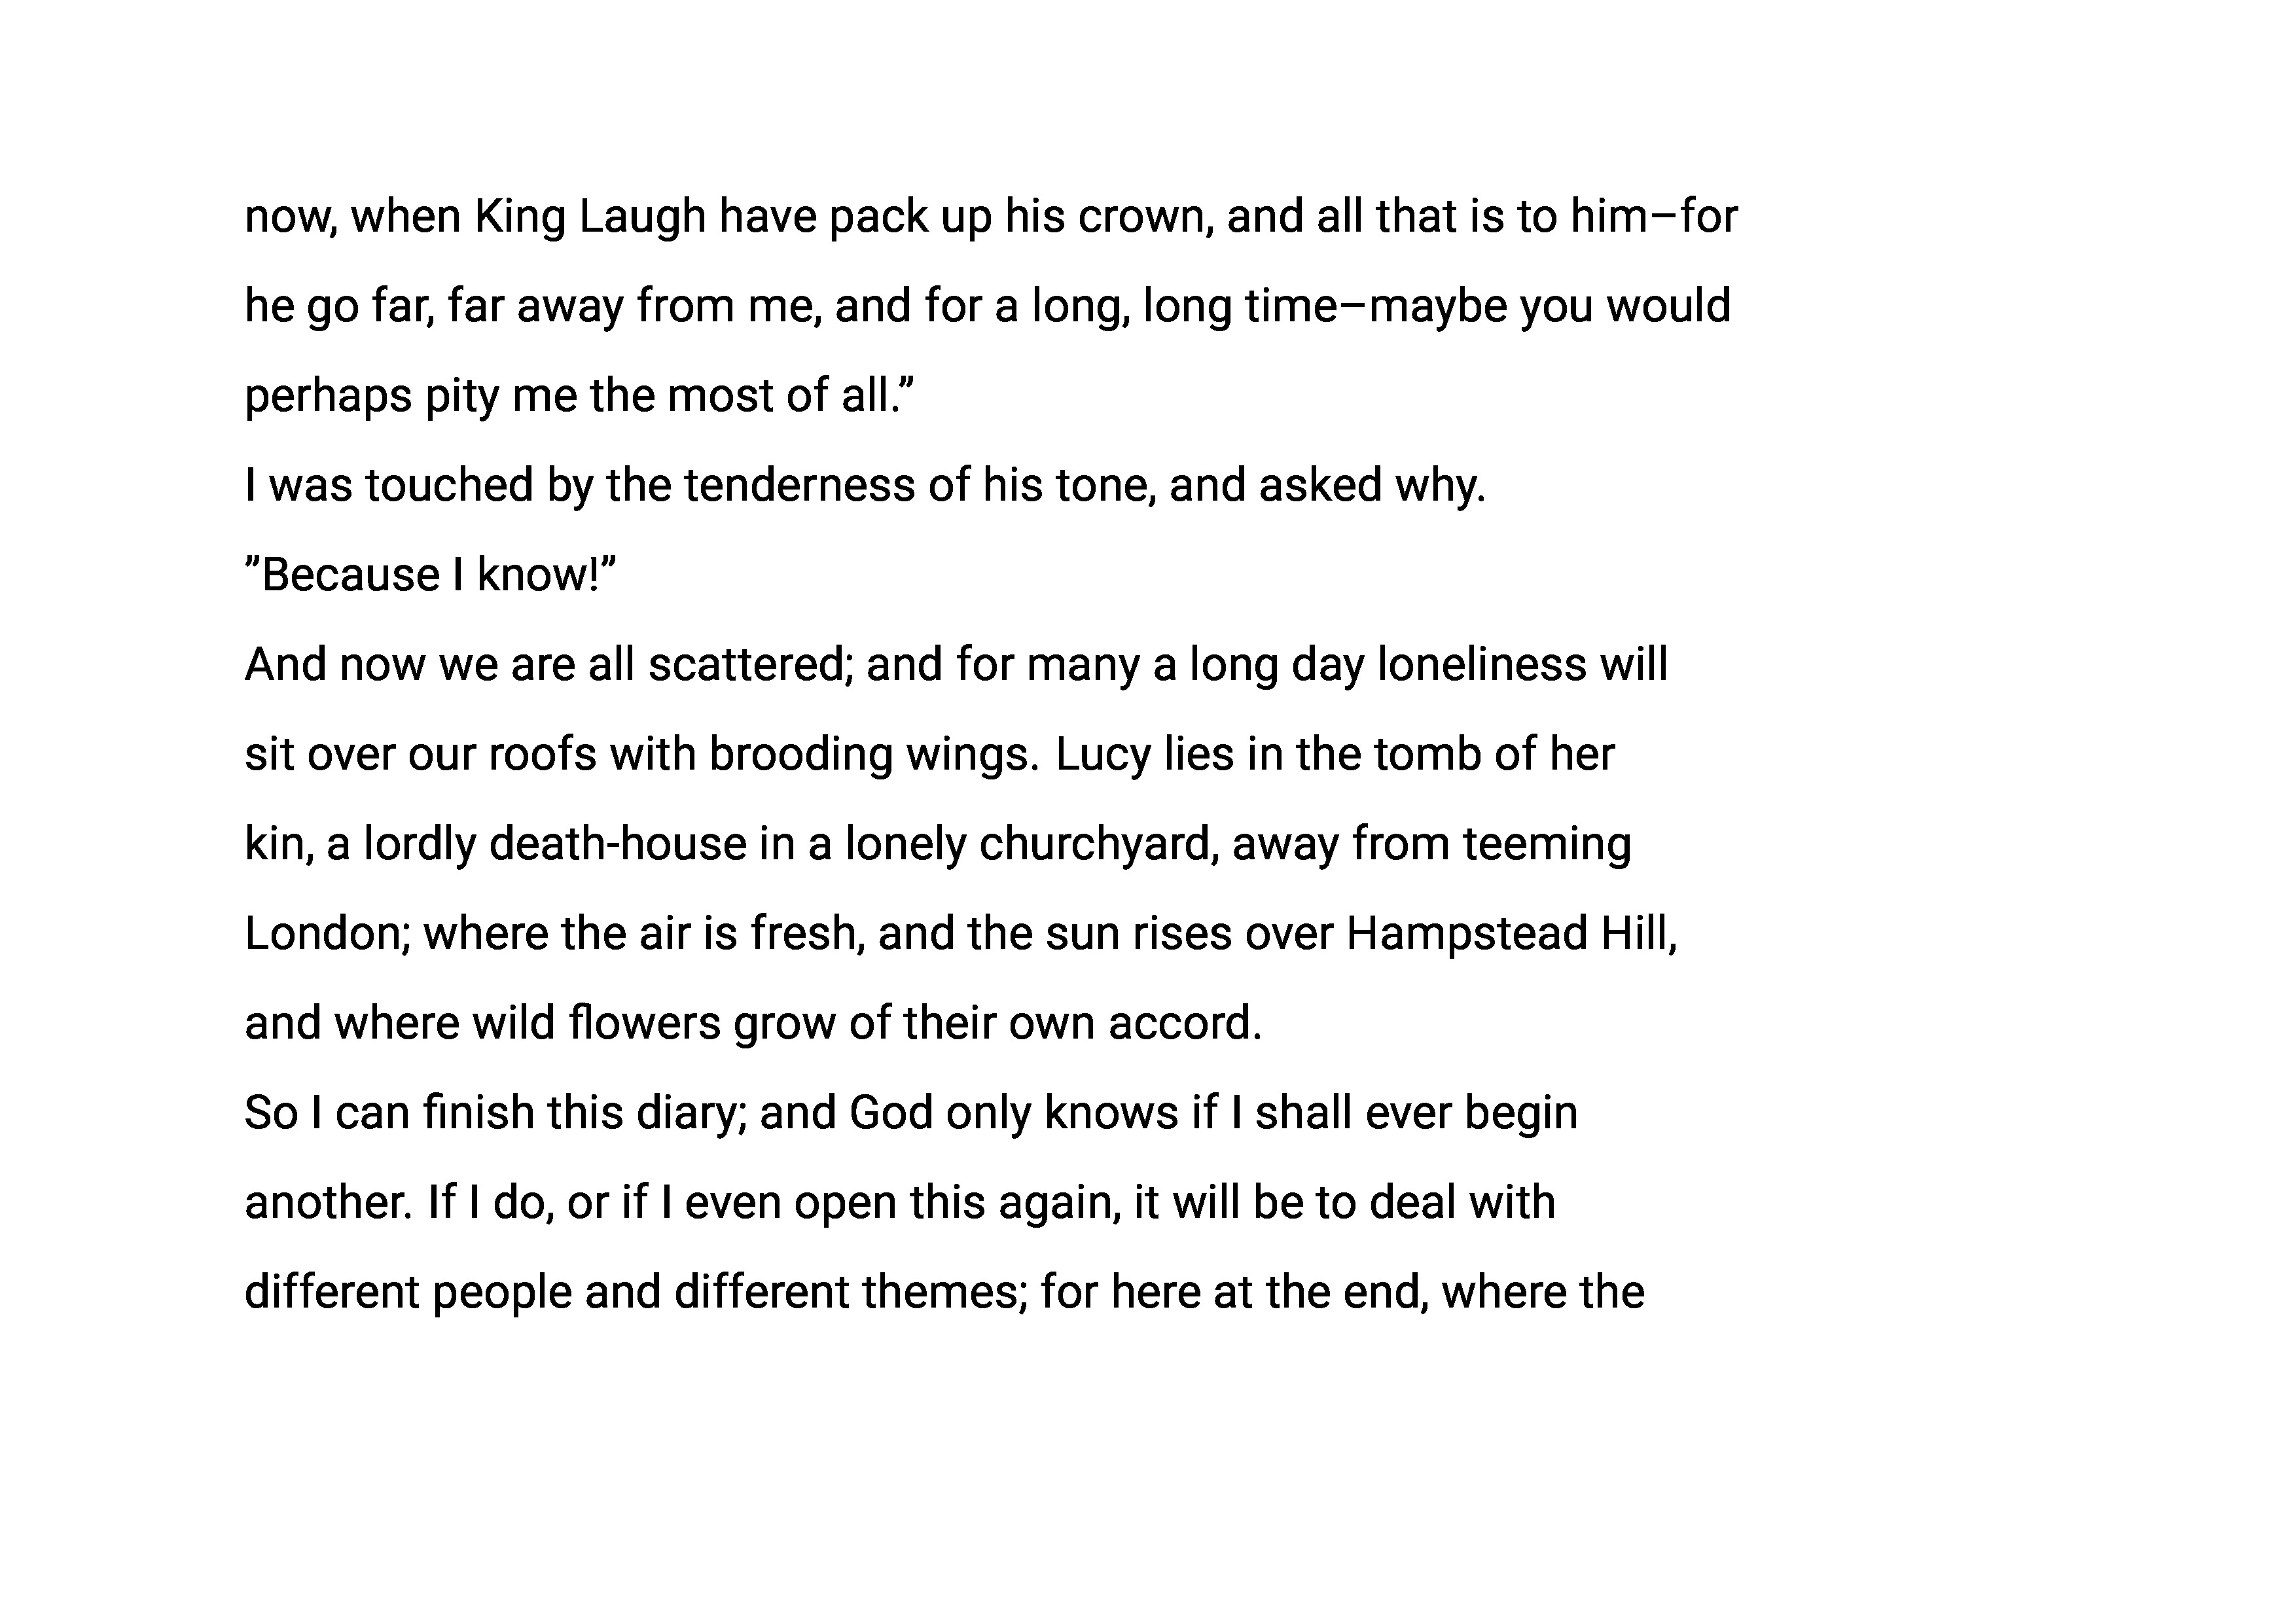 now, when King Laugh have pack up his crown, and all that is to him–for
he go far, far away from me, and for a long, long time–maybe you would
perhaps pity me the most of all.”
I was touched by the tenderness of his tone, and asked why.
”Because I know!”
And now we are all scattered; and for many a long day loneliness will
sit over our roofs with brooding wings. Lucy lies in the tomb of her
kin, a lordly death-house in a lonely churchyard, away from teeming
London; where the air is fresh, and the sun rises over Hampstead Hill,
and where wild flowers grow of their own accord.
So I can finish this diary; and God only knows if I shall ever begin
another. If I do, or if I even open this again, it will be to deal with
different people and different themes; for here at the end, where the